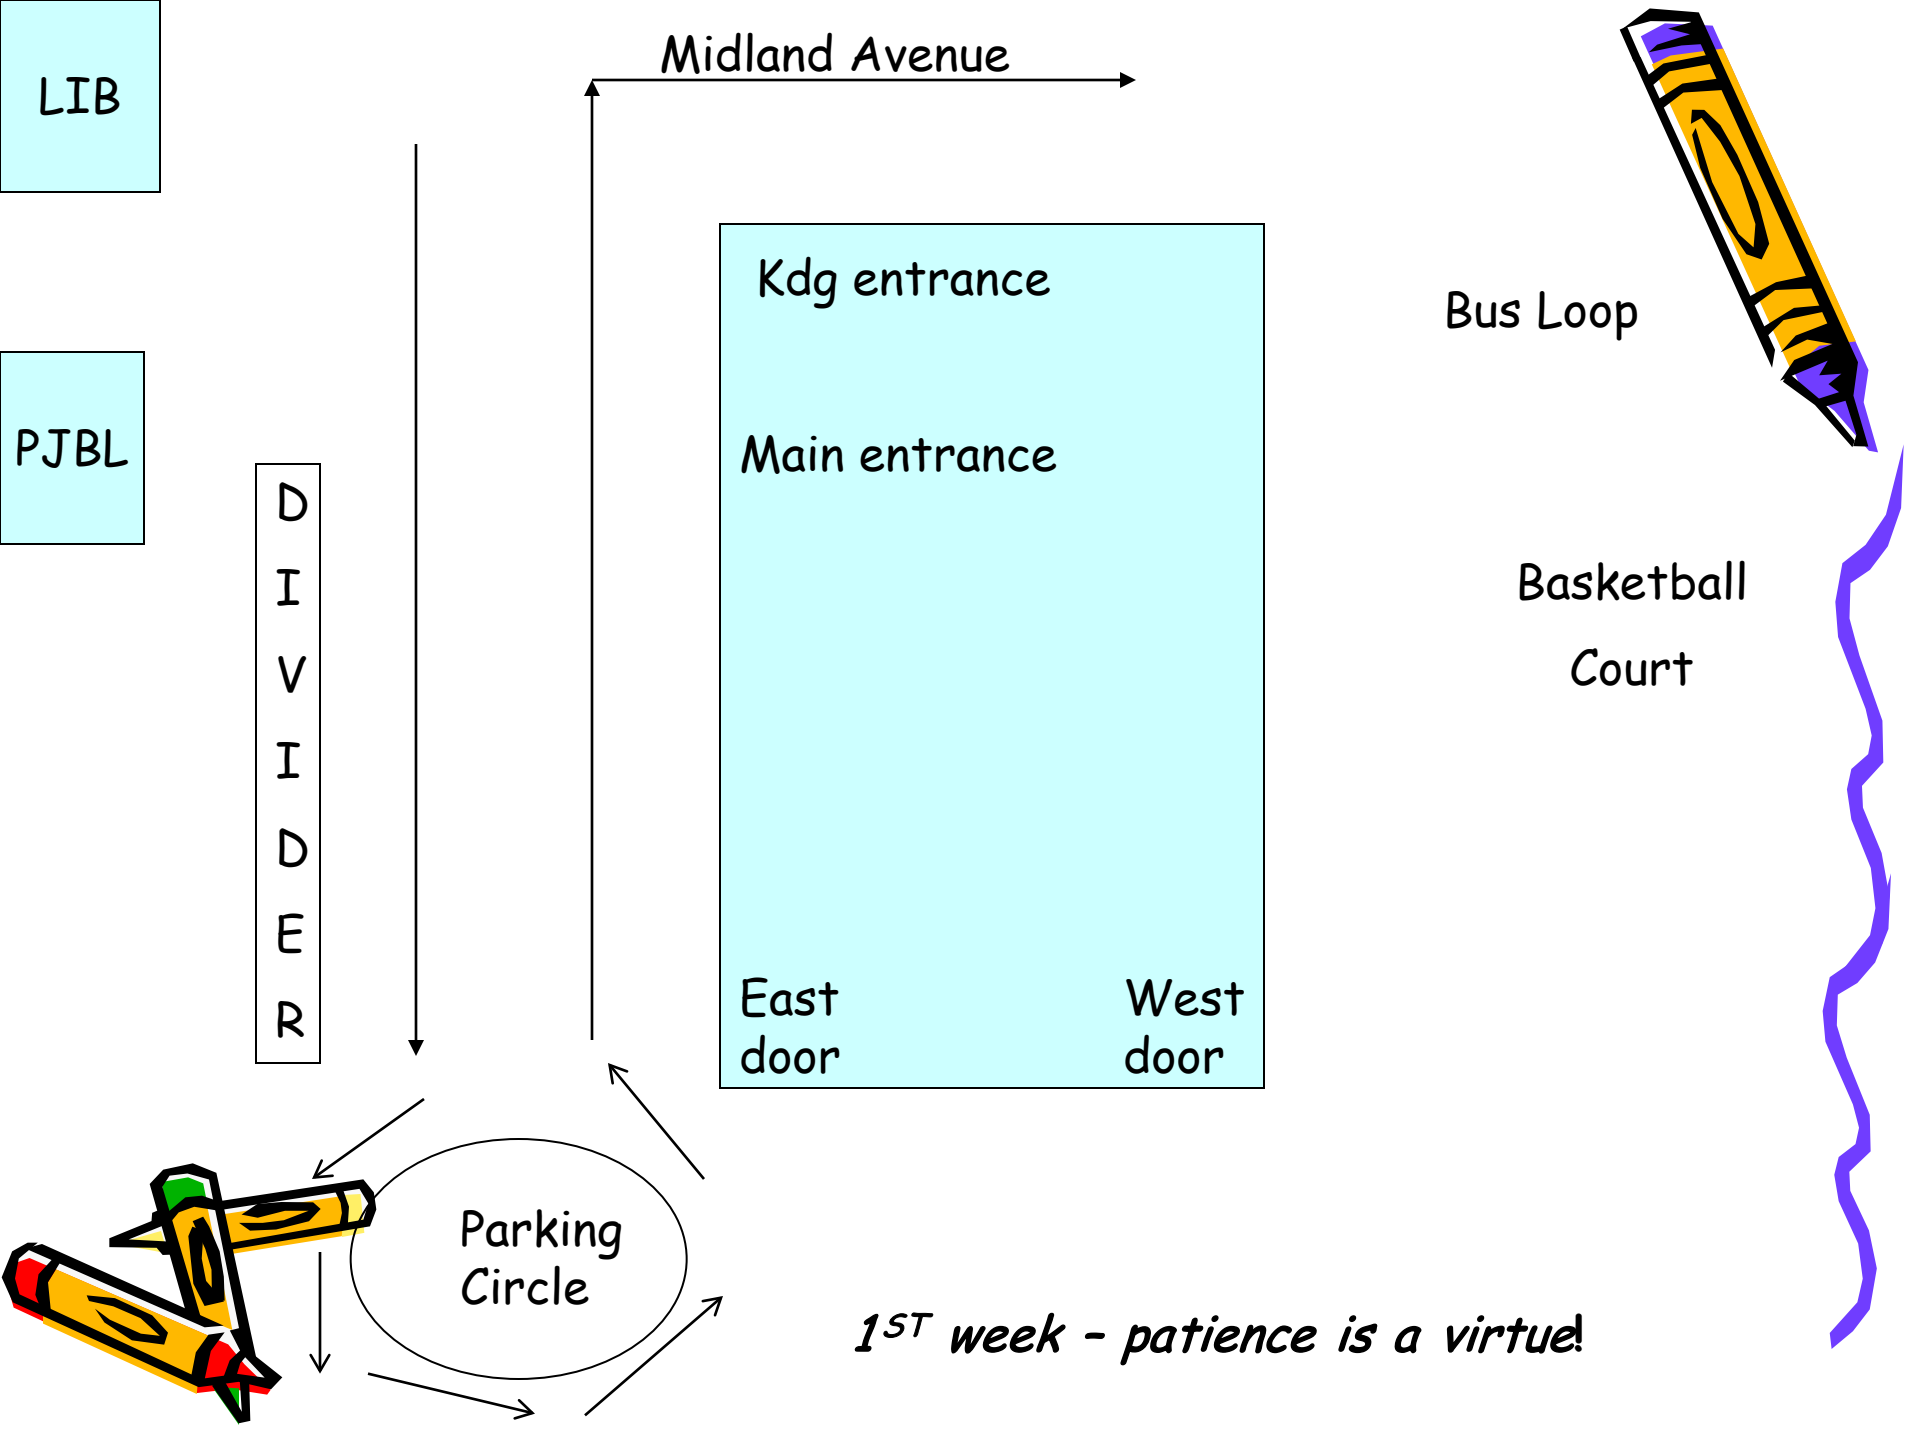 Midland Avenue
LIB
Kdg entrance
Bus Loop
PJBL
Main entrance
D
I
V
I
D
E
R
Basketball
Court
East
door
West
door
Parking
Circle
1ST week – patience is a virtue!